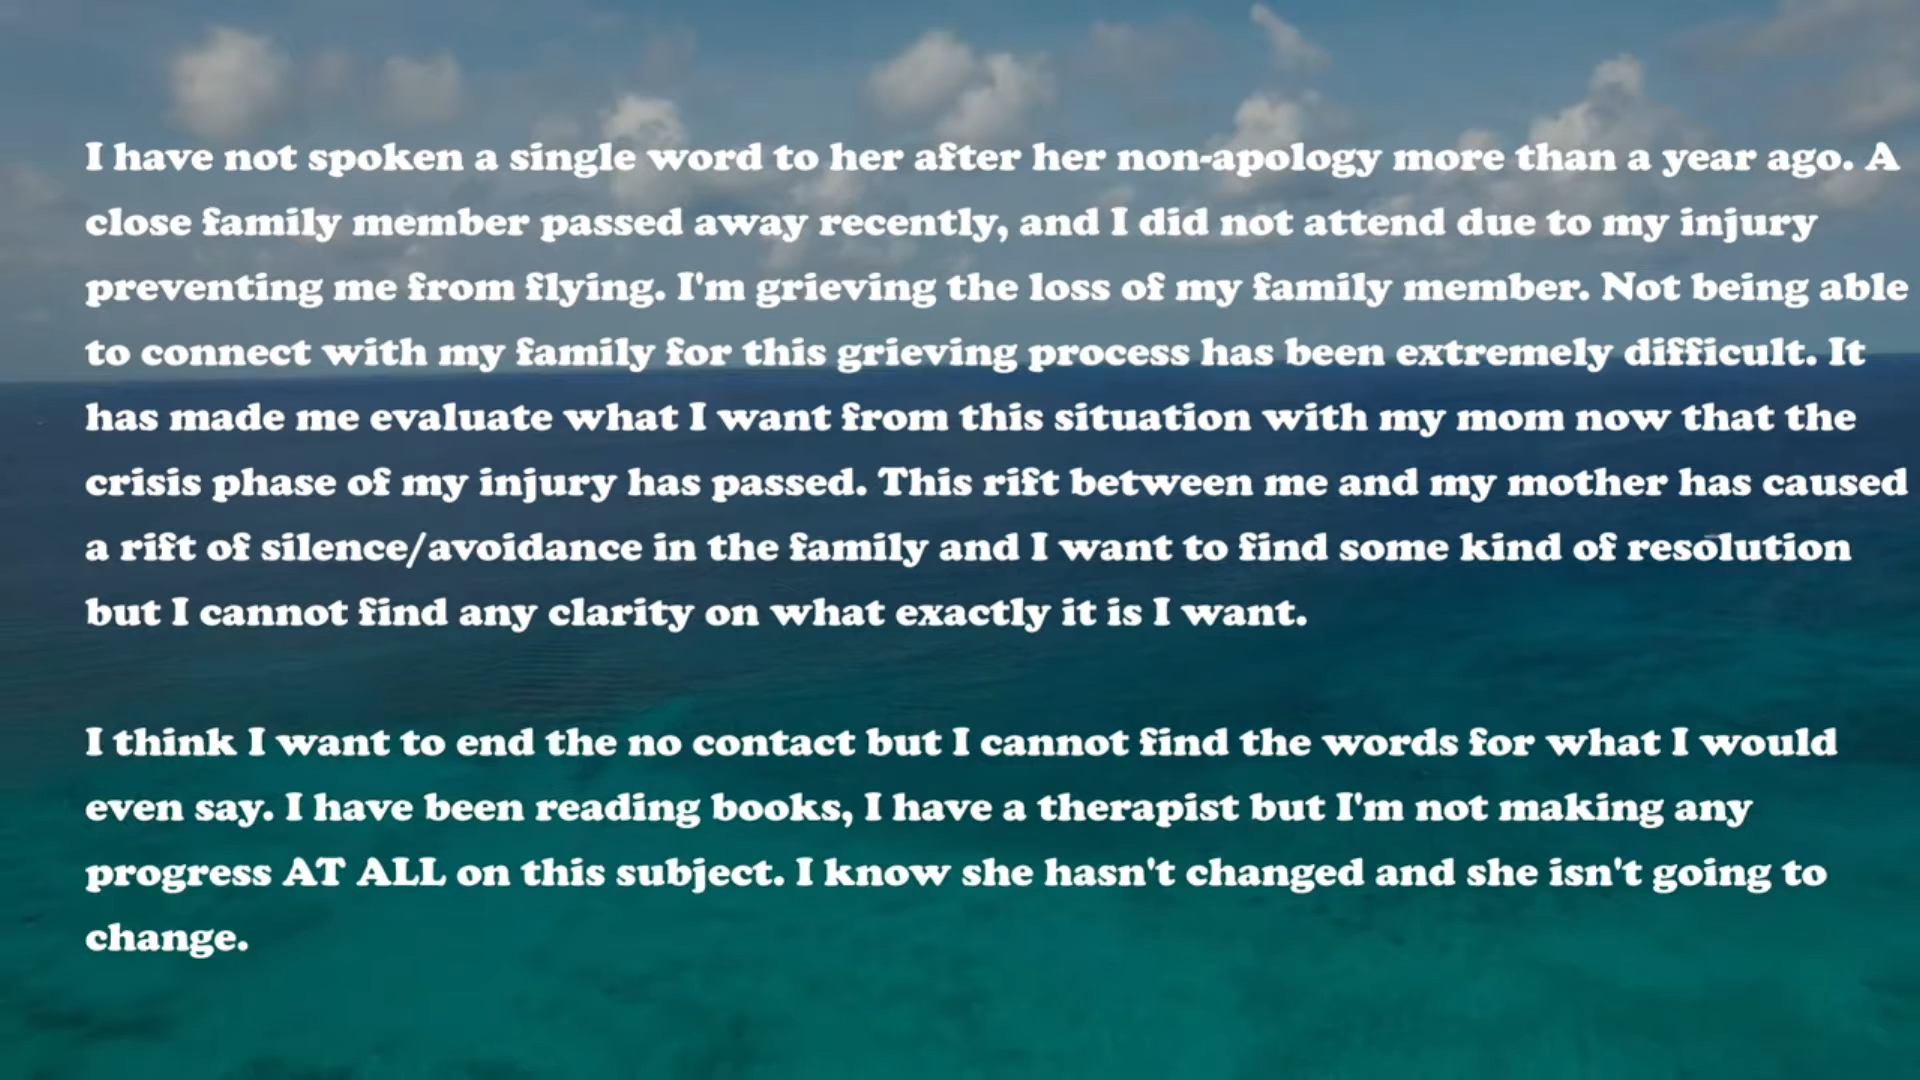 I have not spoken a single word to her after her non-apology more than a year ago. A
close family member passed away recently, and I did not attend due to my injury
preventing me from flying. I'm grieving the loss of my family member. Not being able
to connect with my family for this grieving process has been extremely difficult. It
has made me evaluate what I want from this situation with my mom now that the
crisis phase of my injury has passed. This rift between me and my mother has caused
a rift of silence/avoidance in the family and I want to find some kind of resolution
but I cannot find any clarity on what exactly it is I want.
I think I want to end the no contact but I cannot find the words for what I would
even say. I have been reading books, I have a therapist but I'm not making any
progress AT ALL on this subject. I know she hasn't changed and she isn't going to
change.